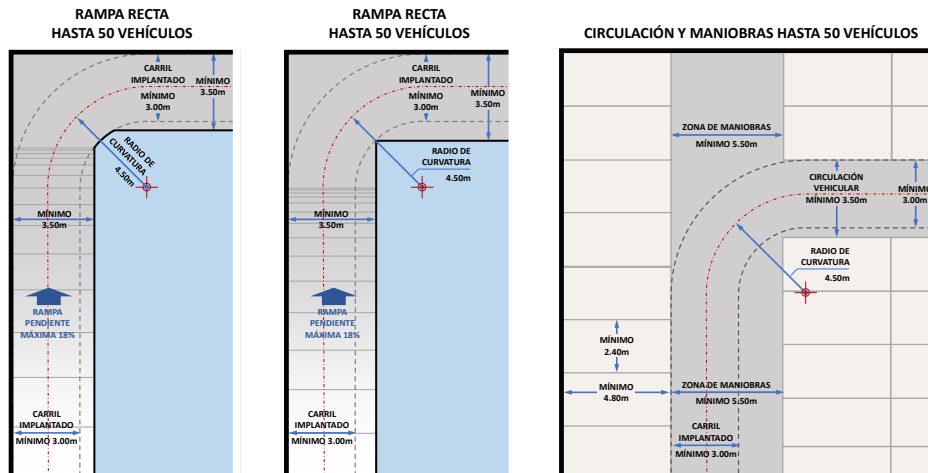 RAMPA RECTA
HASTA 50 VEHÍCULOS
CARRIL
IMPLANTADO
MÍNIMO
3.00m
MÍNIMO
3.50m
RADIO DE
CURVATURA
4.50m
MÍNIMO
3.50m
RAMPA
PENDIENTE
MÁXIMA 18%
CARRIL
IMPLANTADO
MÍNIMO 3.00m
RAMPA RECTA
HASTA 50 VEHÍCULOS
CARRIL
IMPLANTADO
MÍNIMO
3.00m
MÍNIMO
3.50m
RADIO DE
CURVATURA
4.50m
MÍNIMO
3.50m
RAMPA
PENDIENTE
MÁXIMA 18%
CARRIL
IMPLANTADO
MÍNIMO 3.00m
CIRCULACIÓN Y MANIOBRAS HASTA 50 VEHÍCULOS
ZONA DE MANIOBRAS
MÍNIMO 5.50m
CIRCULACIÓN
VEHICULAR
MÍNIMO 3.50m
MÍNIMO
3.00m
RADIO DE
CURVATURA
4.50m
MÍNIMO
2.40m
MÍNIMO
4.80m
ZONA DE MANIOBRAS
MÍNIMO 5.50m
CARRIL
IMPLANTADO
MÍNIMO 3.00m